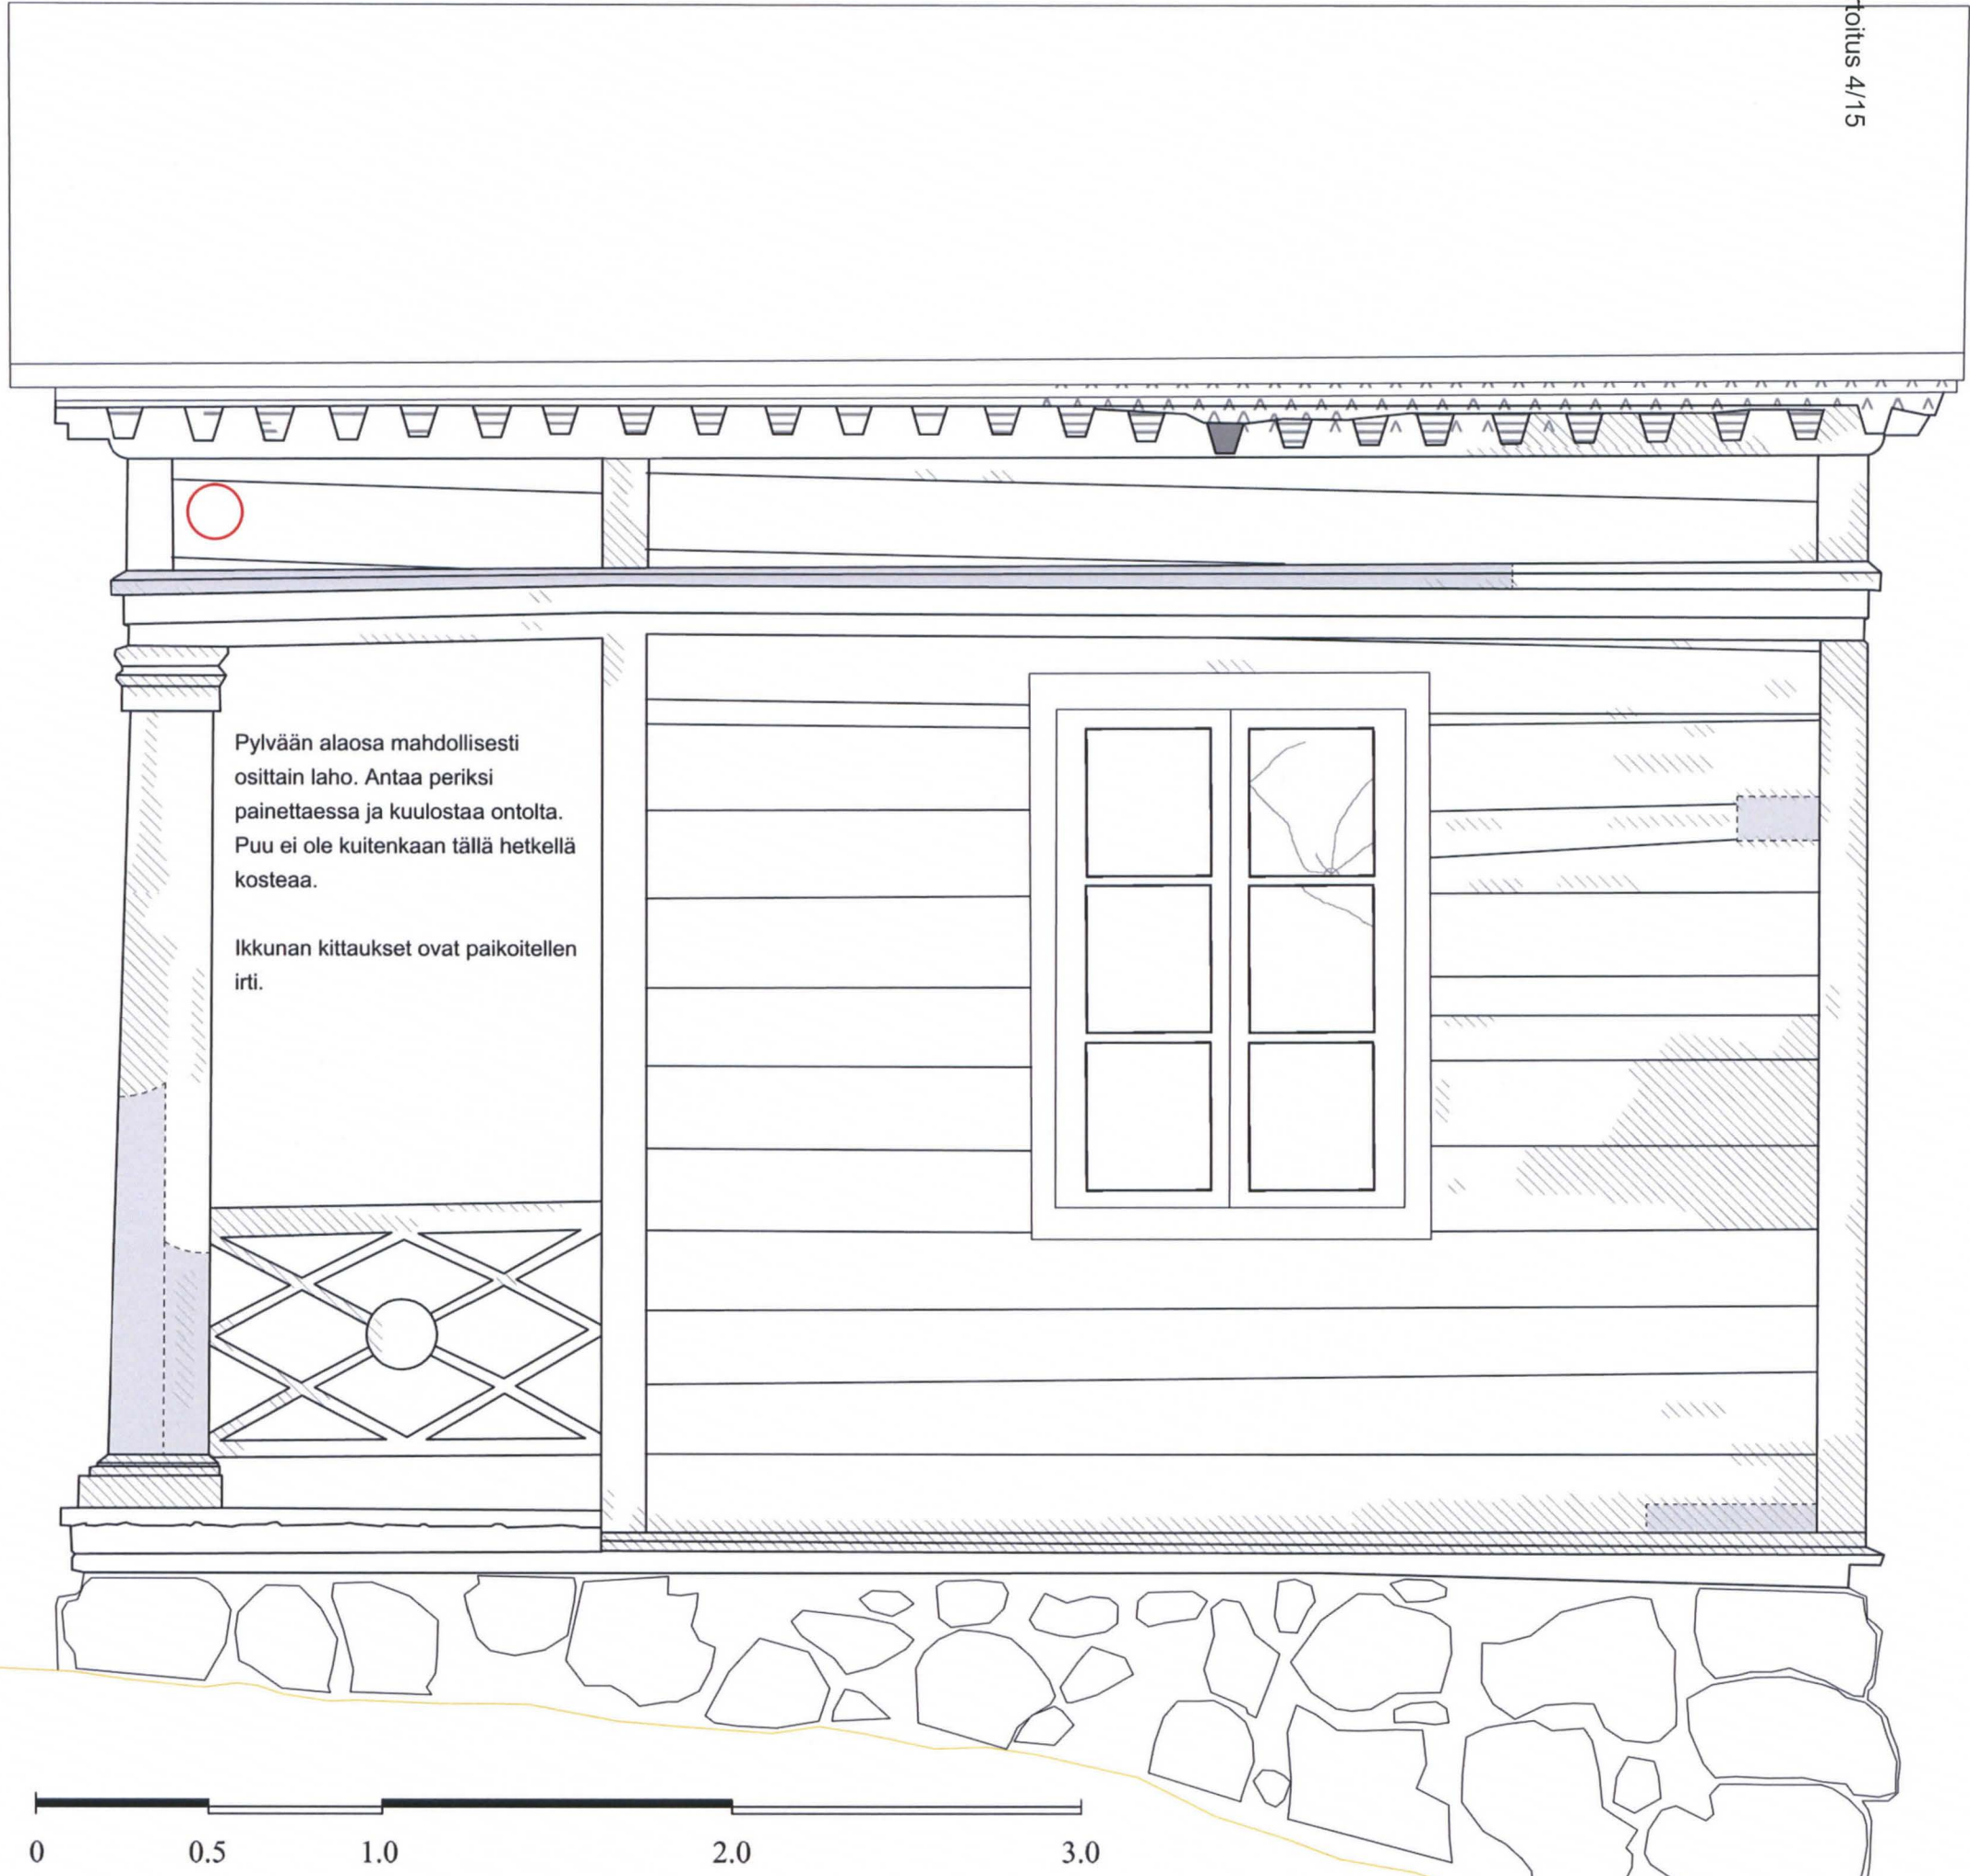 toitus 4/15
Pylvään alaosa mahdollisesti
osittain laho. Antaa periksi
painettaessa ja kuulostaa ontolta.
Puu ei ole kuitenkaan tällä hetkellä
kosteaa.
Ikkunan kittaukset ovat paikoitellen
irti.
0 0.5 1.0 2.0 3.0